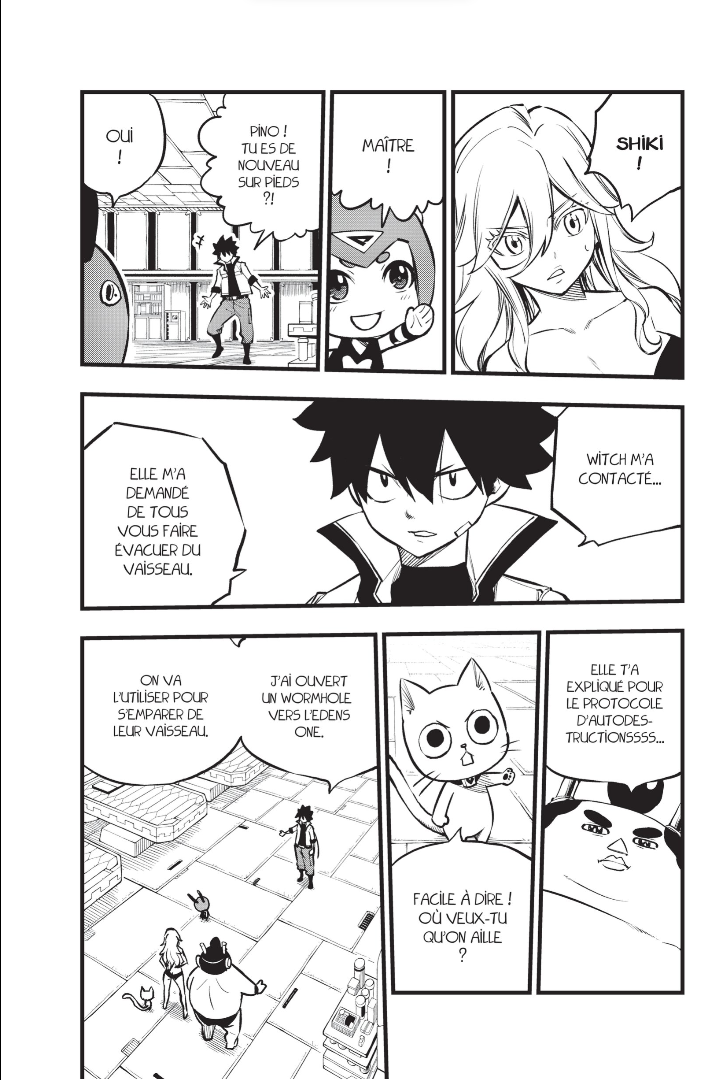 SHIKI
!
MAÎTRE
!
PINO !
TU ES DE
NOUVEAU
SUR PIEDS
?!
OUI
!
WITCH M'A
CONTACTÉ...
ELLE M'A
DEMANDÉ
DE TOUS
VOUS FAIRE
ÉVACUER DU
VAISSEAU.
ELLE T'A
EXPLIQUÉ POUR
LE PROTOCOLE
D'AUTODES-
TRUCTIONSSSS...
FACILE À DIRE !
OÙ VEUX-TU
QU'ON AILLE
?
J'AI OUVERT
UN WORMHOLE
VERS L'EDENS
ONE.
ON VA
L'UTILISER POUR
S'EMPARER DE
LEUR VAISSEAU.